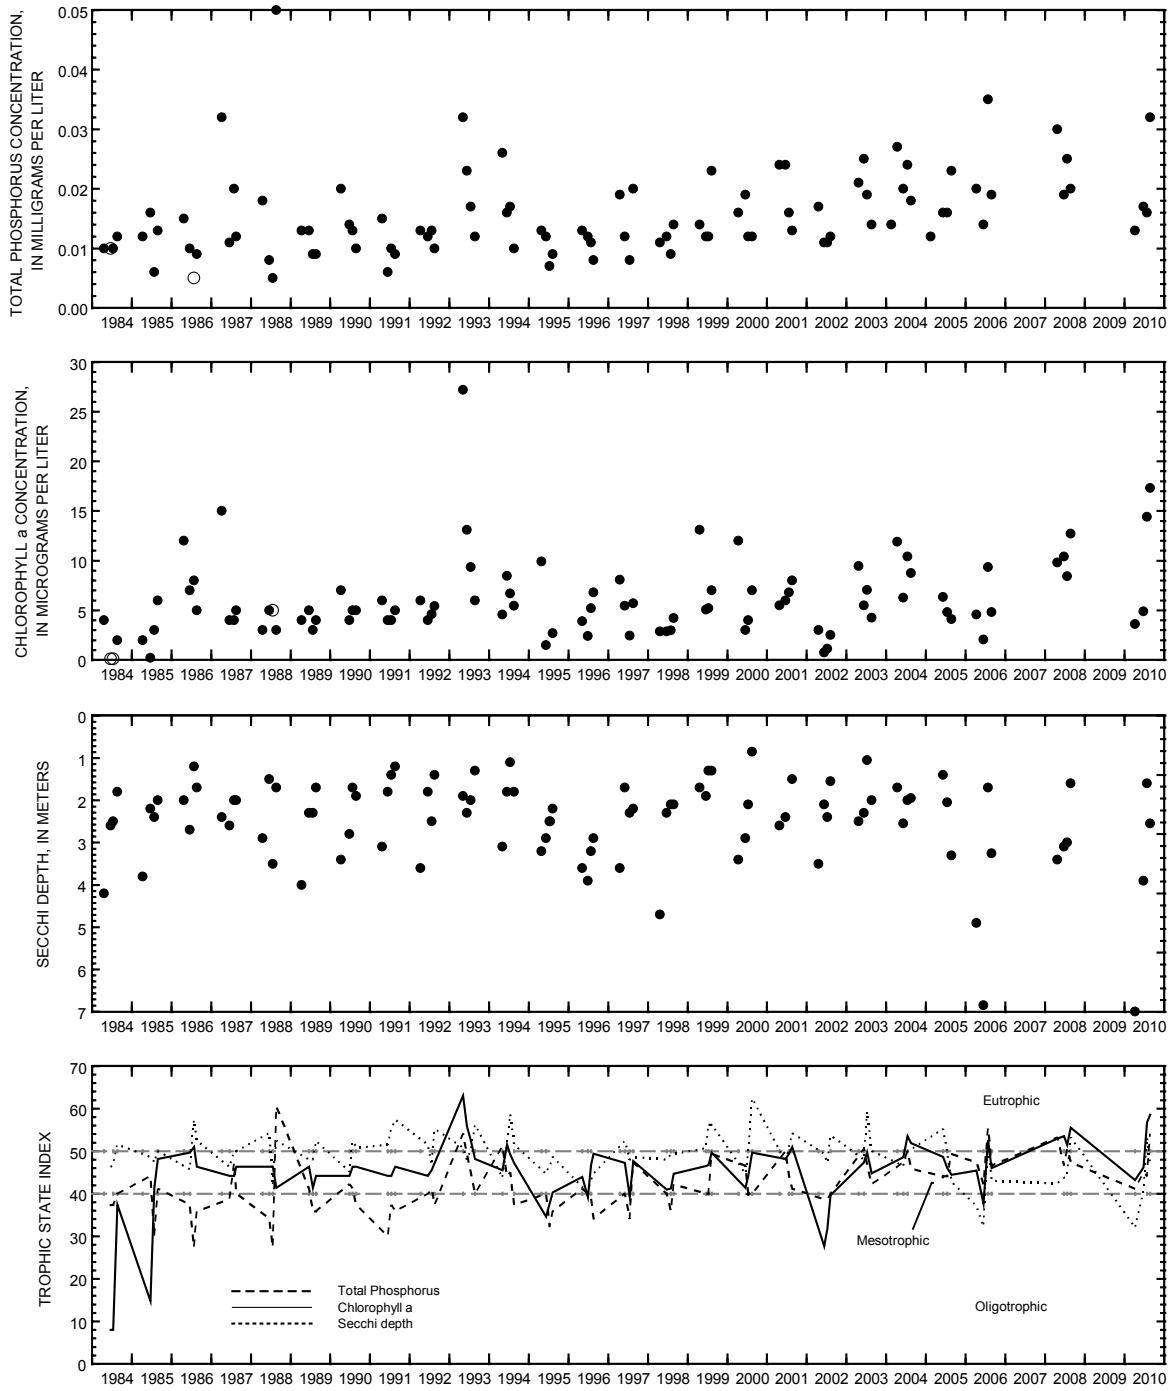 TOTAL PHOSPHORUS CONCENTRATION,
IN MILLIGRAMS PER LITER
0.05
0.04
0.03
0.02
0.01
0.00
1984 1985 1986 1987 1988 1989 1990 1991 1992 1993 1994 1995 1996 1997 1998 1999 2000 2001 2002 2003 2004 2005 2006 2007 2008 2009 2010
CHLOROPHYLL a CONCENTRATION,
IN MICROGRAMS PER LITER
30
25
20
15
10
5
0
1984 1985 1986 1987 1988 1989 1990 1991 1992 1993 1994 1995 1996 1997 1998 1999 2000 2001 2002 2003 2004 2005 2006 2007 2008 2009 2010
SECCHI DEPTH, IN METERS
0
1
2
3
4
5
6
7
1984 1985 1986 1987 1988 1989 1990 1991 1992 1993 1994 1995 1996 1997 1998 1999 2000 2001 2002 2003 2004 2005 2006 2007 2008 2009 2010
TROPHIC STATE INDEX
70
60
50
40
30
20
10
0
Eutrophic
Mesotrophic
Oligotrophic
Total Phosphorus
Chlorophyll a
Secchi depth
1984 1985 1986 1987 1988 1989 1990 1991 1992 1993 1994 1995 1996 1997 1998 1999 2000 2001 2002 2003 2004 2005 2006 2007 2008 2009 2010